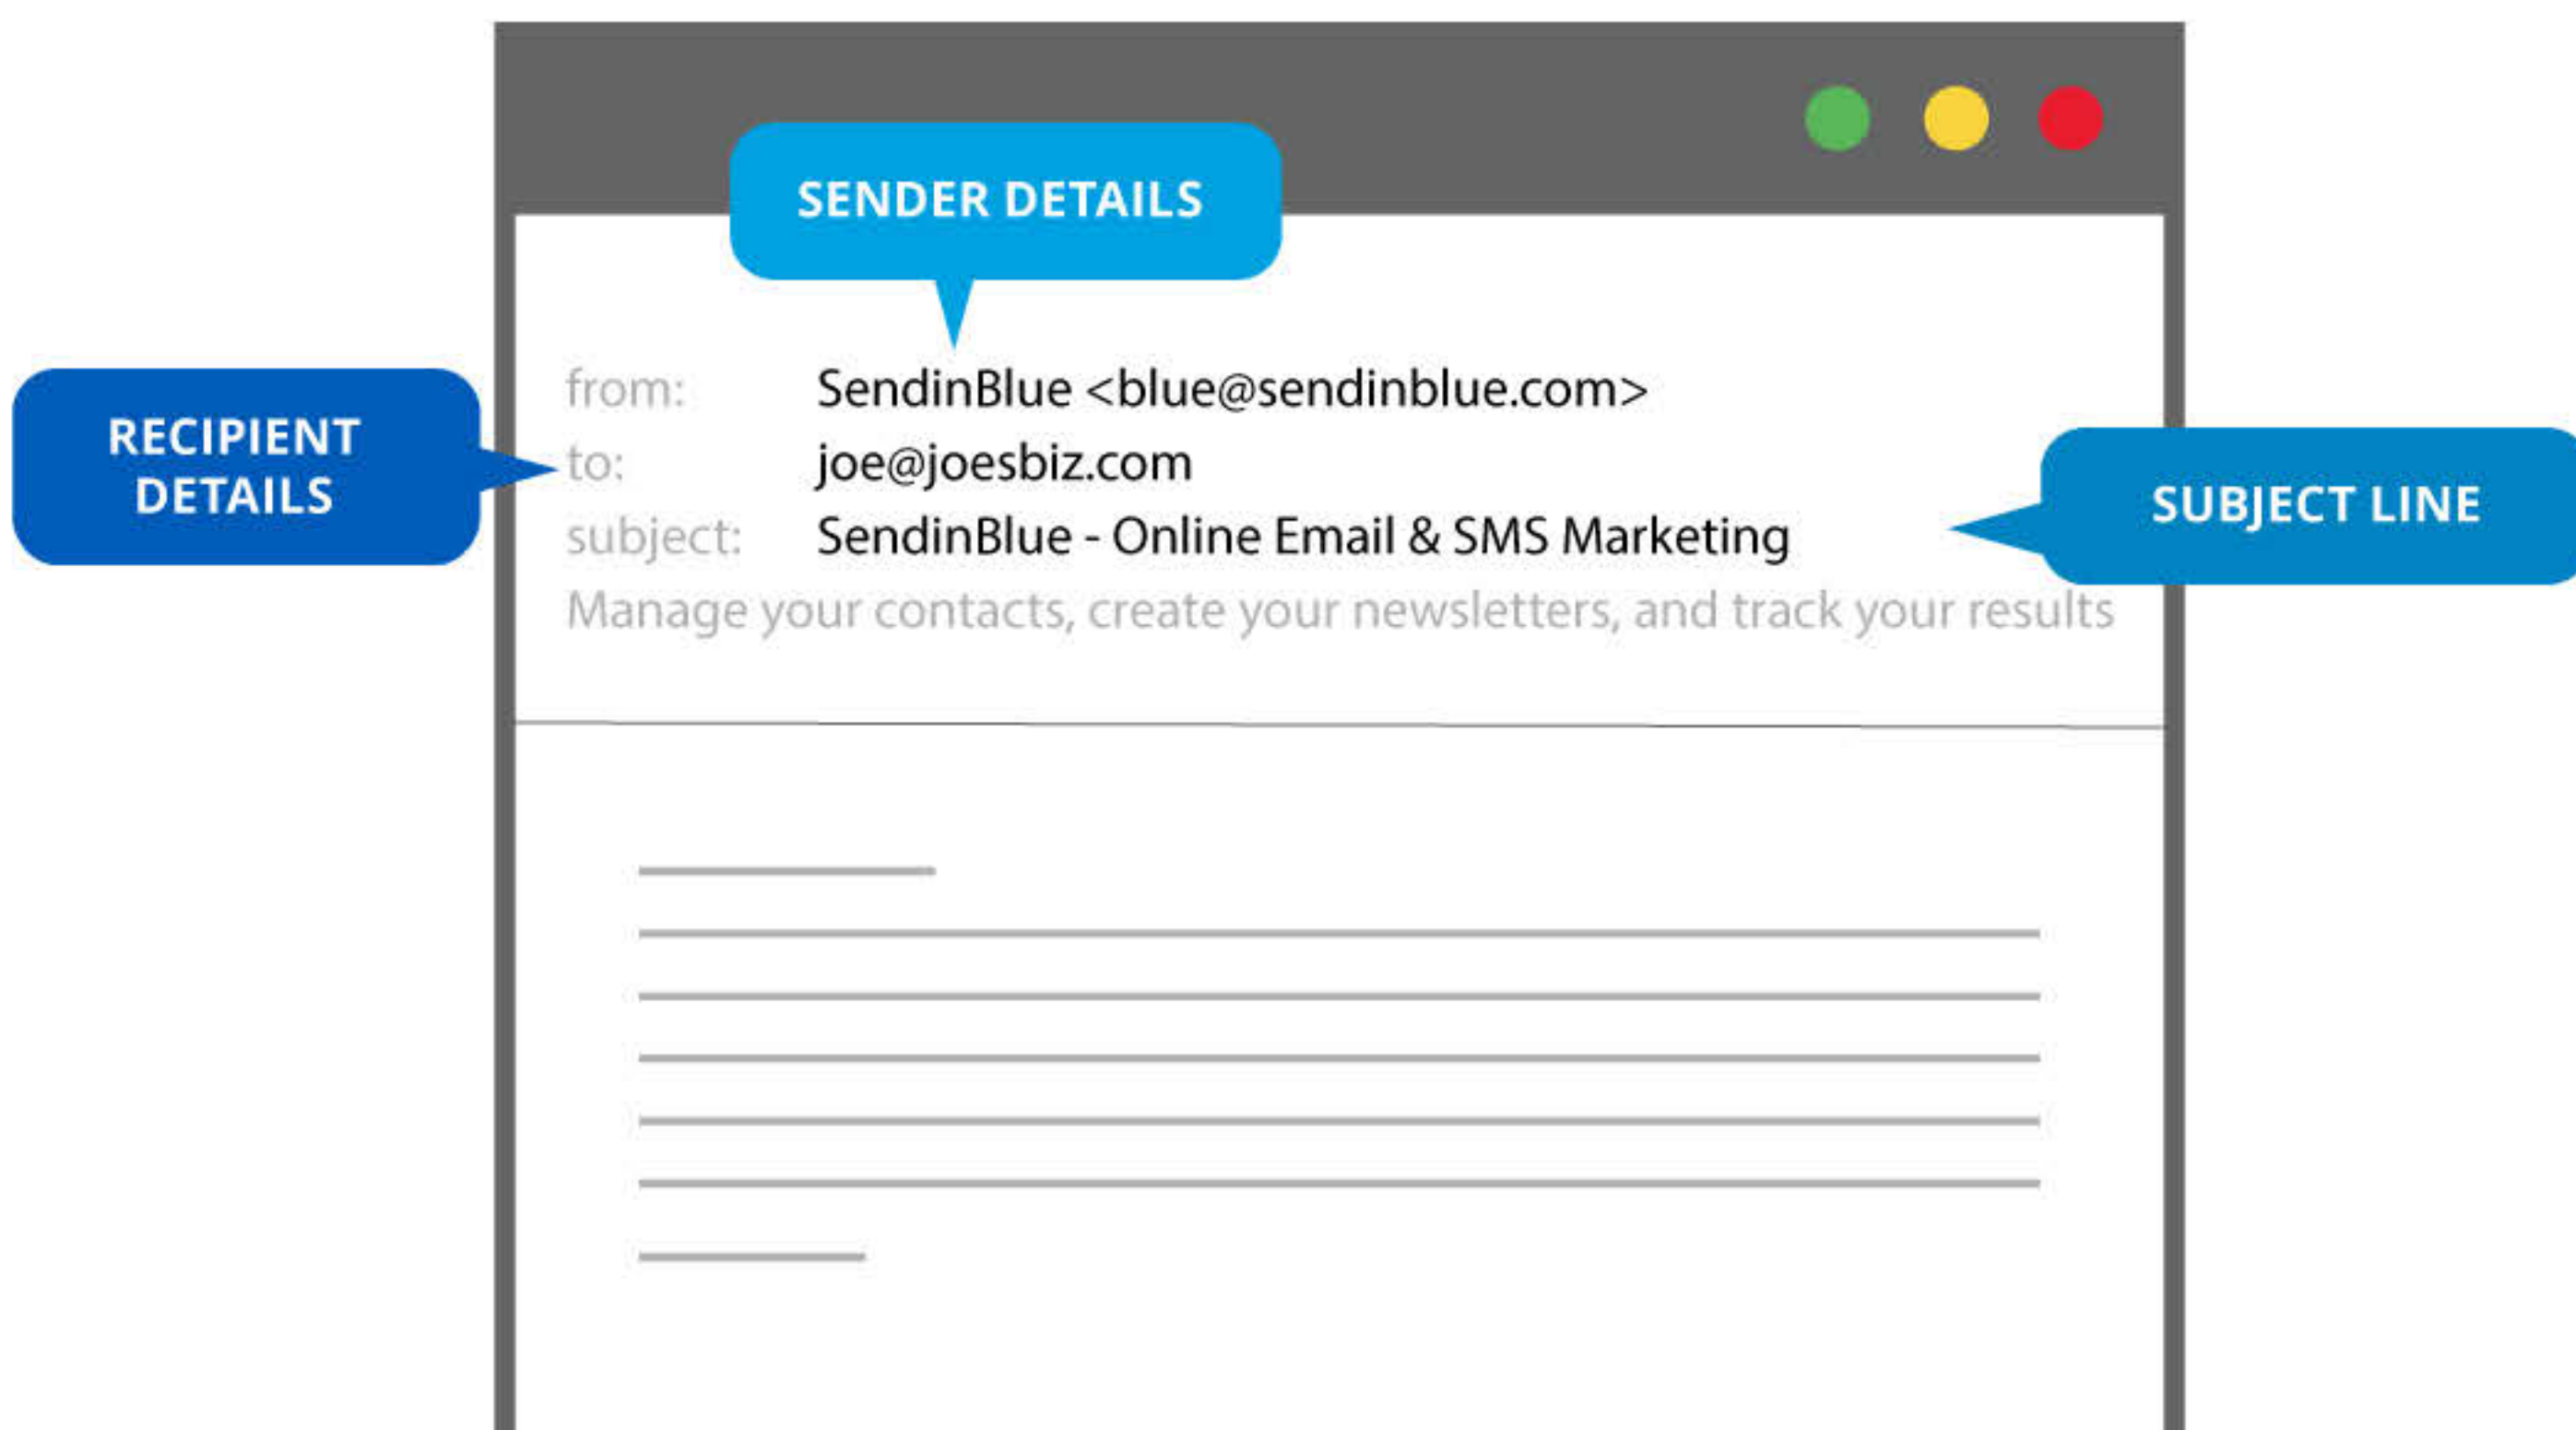 SENDER DETAILS
RECIPIENT
DETAILS
from: SendinBlue <blue@sendinblue.com>
to: joe@joesbiz.com
subject: SendinBlue - Online Email & SMS Marketing
Manage your contacts, create your newsletters, and track your results
SUBJECT LINE